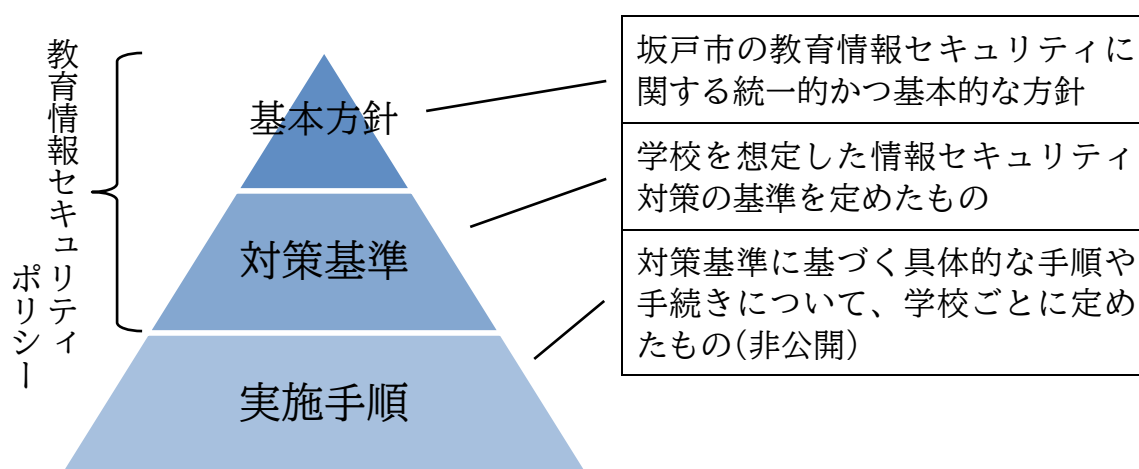 教育情報セキュリティ
ポリシー
基本方針
対策基準
実施手順
坂戸市の教育情報セキュリティに
関する統一的かつ基本的な方針
学校を想定した情報セキュリティ
対策の基準を定めたもの
対策基準に基づく具体的な手順や
手続きについて、学校ごとに定め
たもの(非公開)